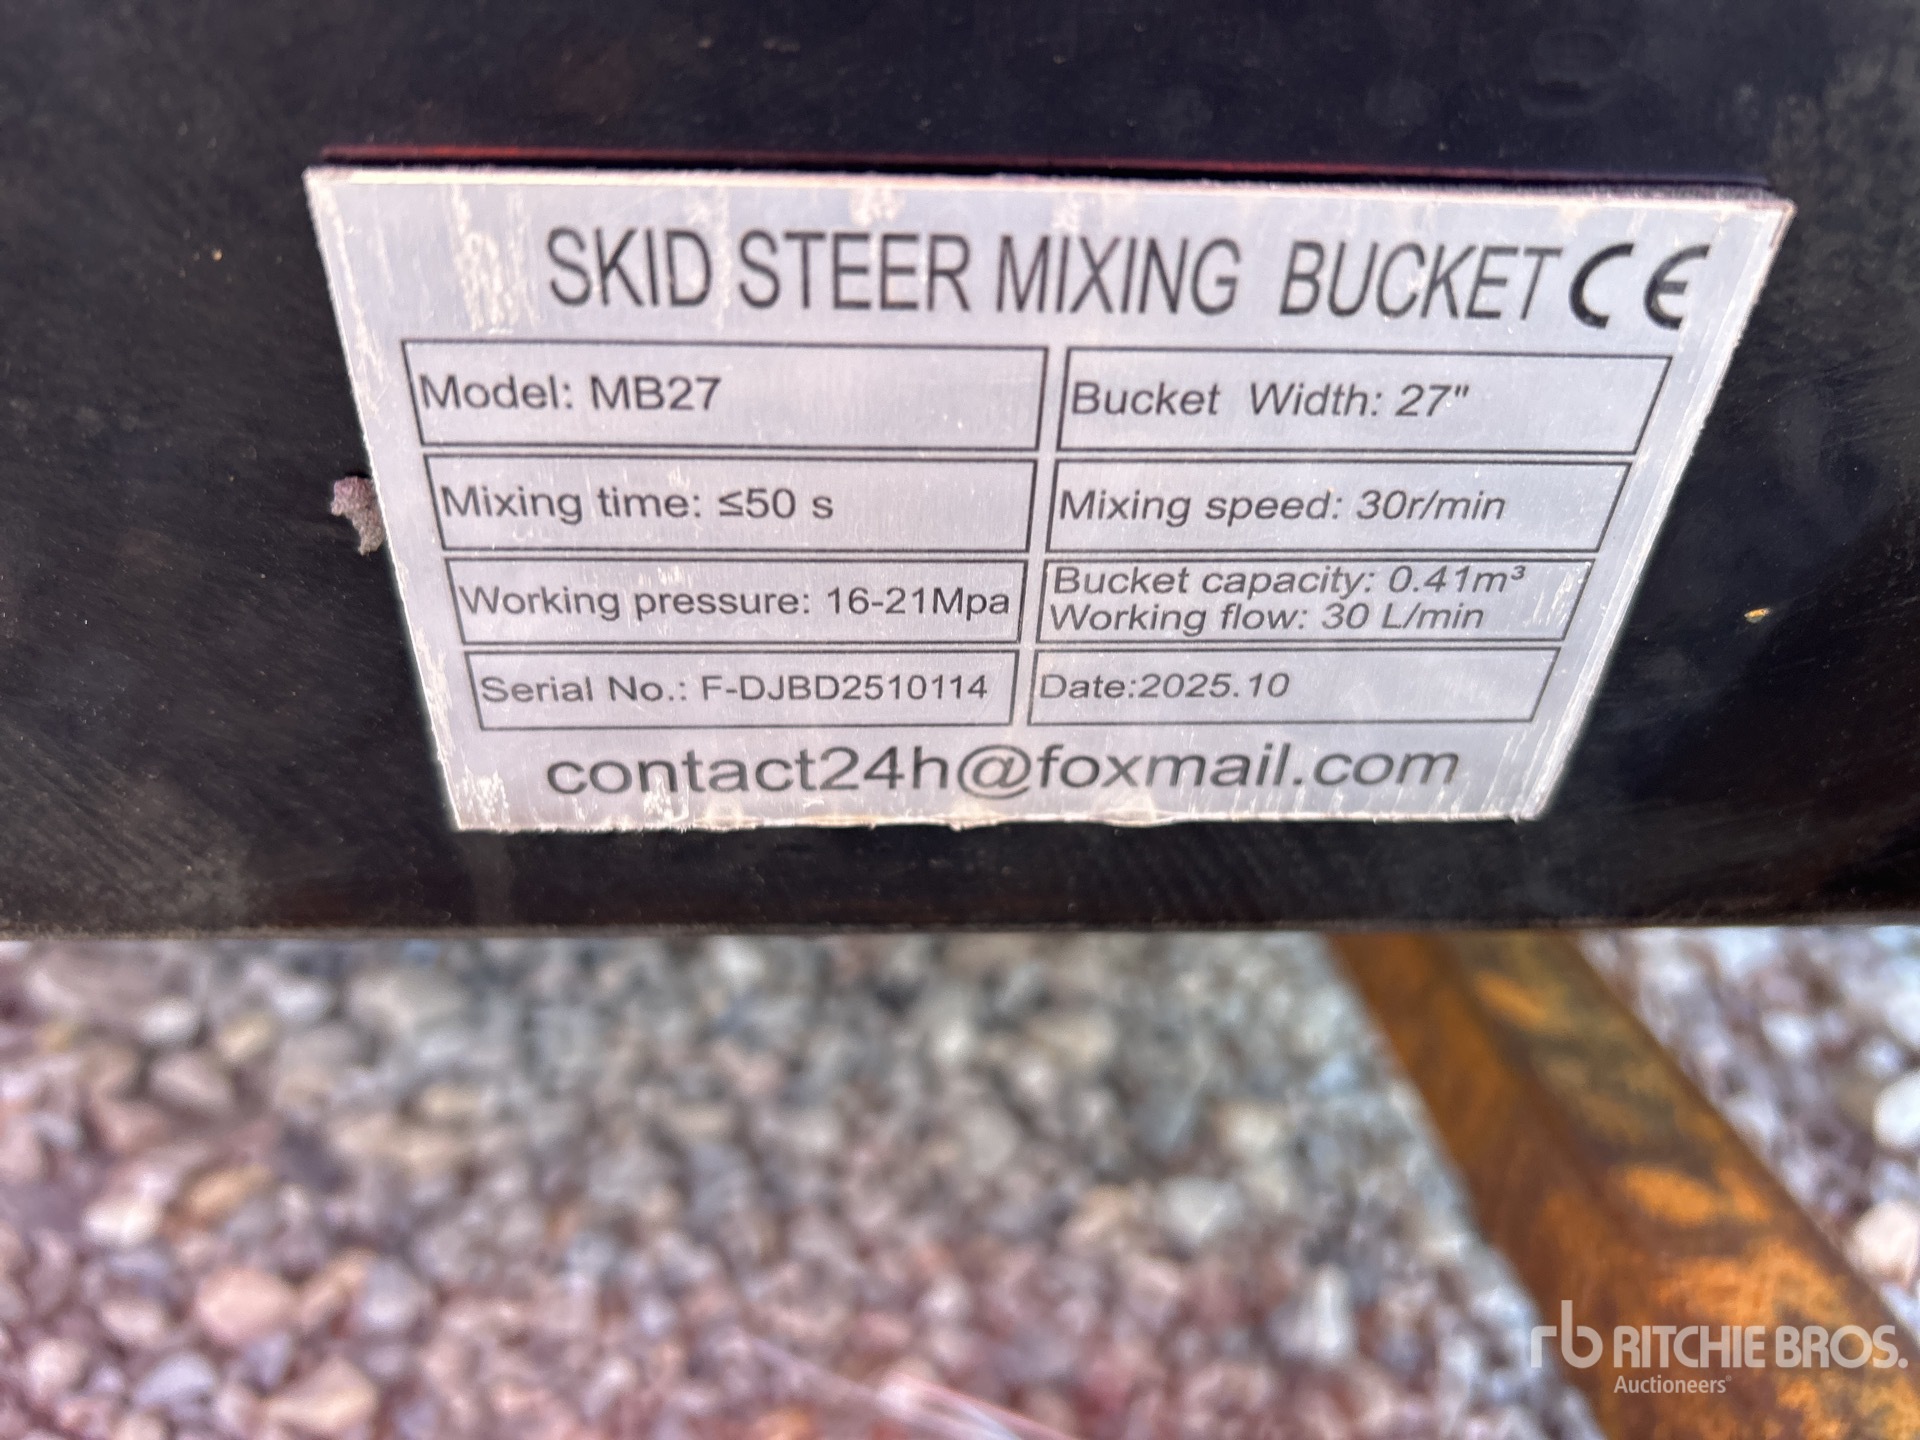 SKID STEER MIXING BUCKET CE
Model: MB27
Bucket Width: 27"
Mixing time: ≤50 s
Mixing speed: 30r/min
Working pressure: 16-21Mpa
Bucket capacity: 0.41m³
Working flow: 30 L/min
Serial No.: F-DJBD2510114
Date:2025.10
contact24h@foxmail.com
rb RITCHIE BROS.
Auctioneers